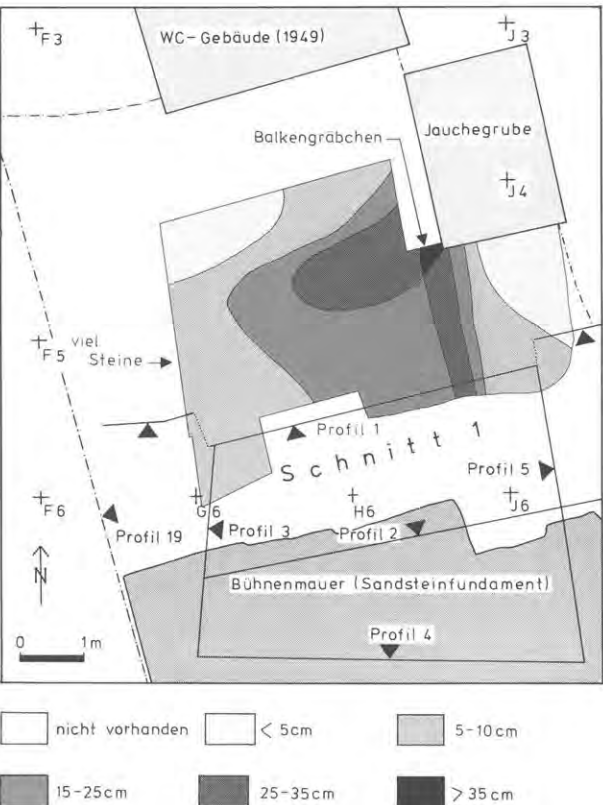 F3
WC-Gebäude (1949)
J3
Jauchegrube
Balkengräbchen
J4
viel
Steine
F5
Profil 1
Schnitt 1
Profil 5
F6
G6
H6
J6
Profil 19
Profil 3
Profil 2
N
Bühnenmauer (Sandsteinfundament)
0 1m
Profil 4
nicht vorhanden
< 5cm
5-10cm
15-25cm
25-35cm
> 35 cm